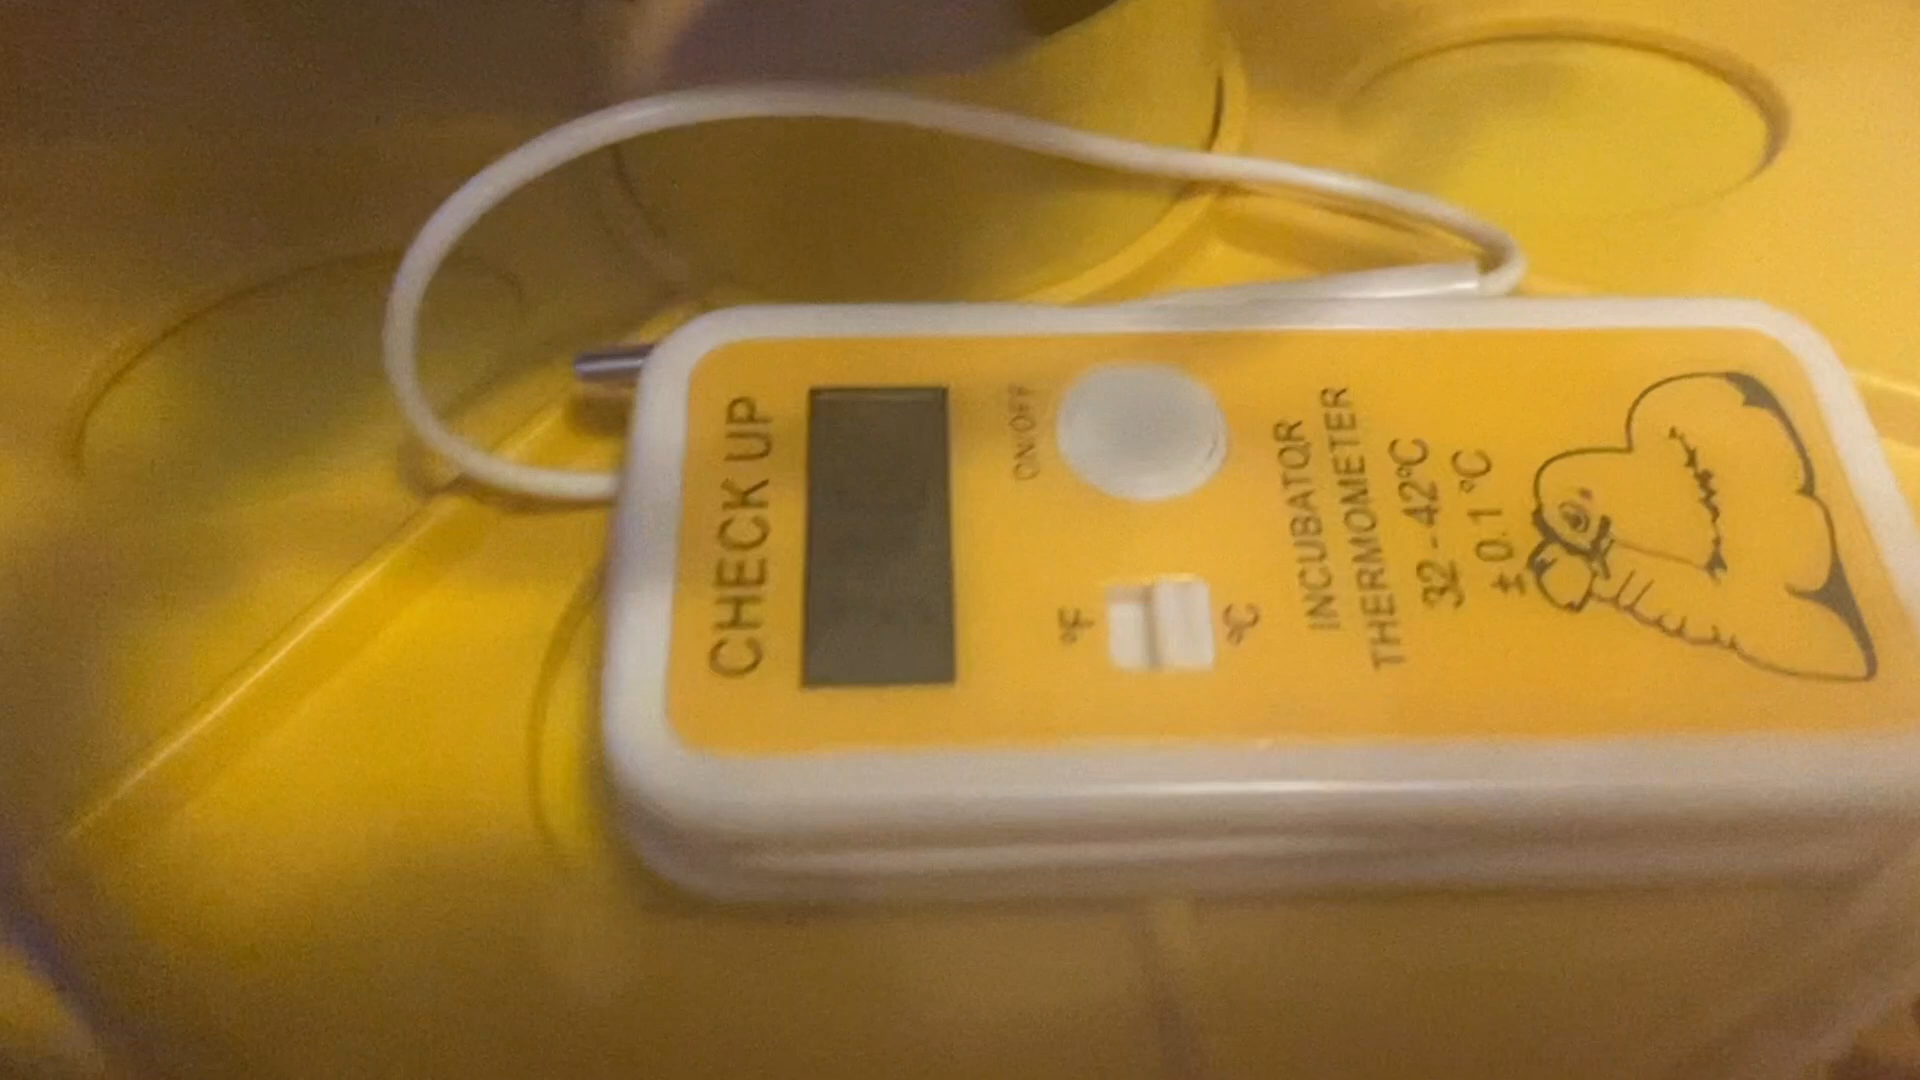 CHECK UP
ON/OFF
°F
°C
INCUBATOR
THERMOMETER
32 - 42°C
± 0.1 °C